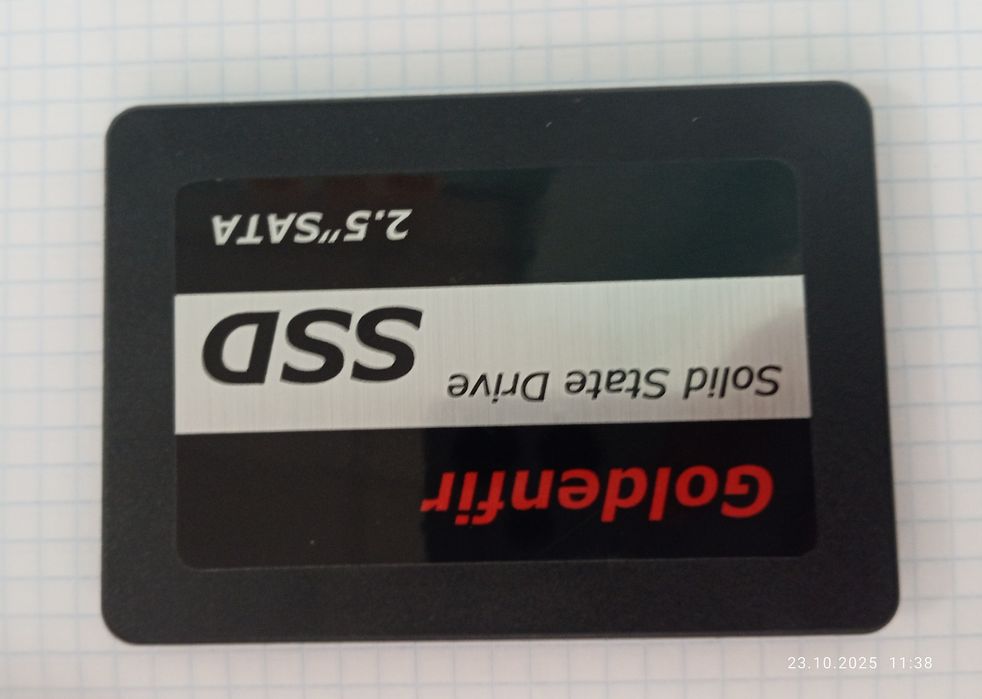 Goldenfir
Solid State Drive SSD
2.5"SATA
23.10.2025 11:38